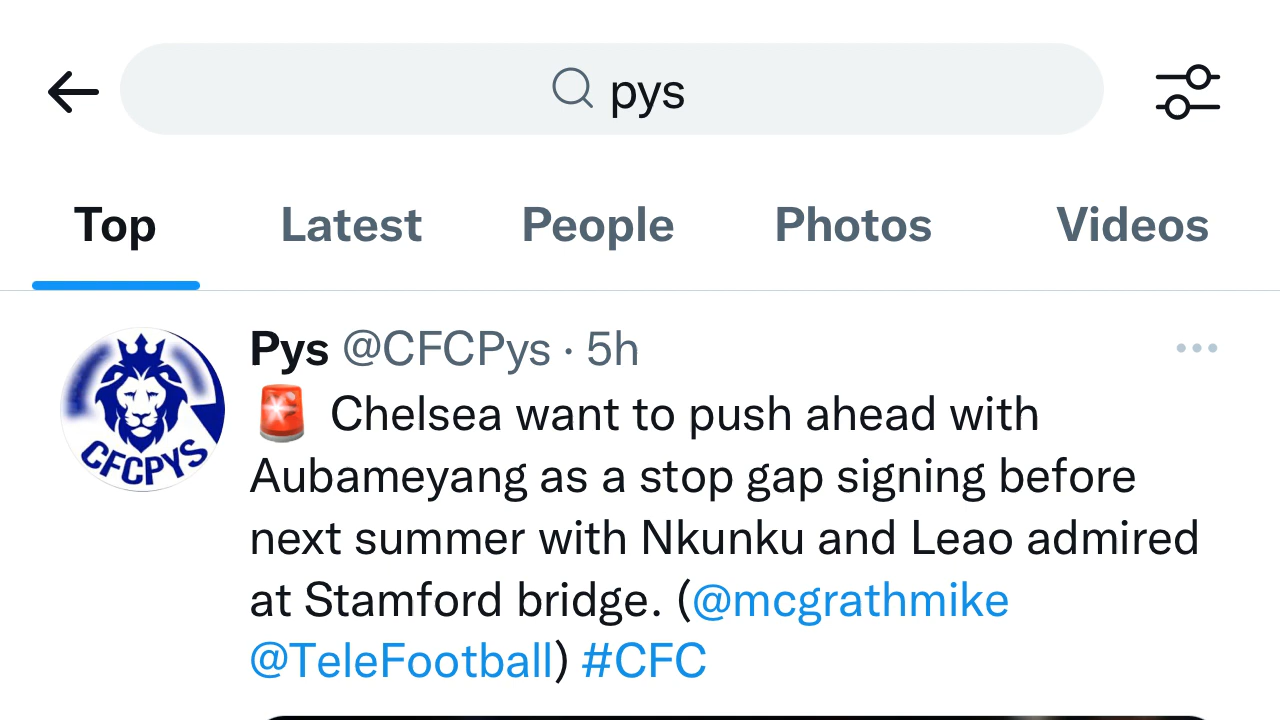 pys
Top Latest People Photos Videos
Pys @CFCPys · 5h
🚨 Chelsea want to push ahead with
Aubameyang as a stop gap signing before
next summer with Nkunku and Leao admired
at Stamford bridge. (@mcgrathmike
@TeleFootball) #CFC
CFCPYS